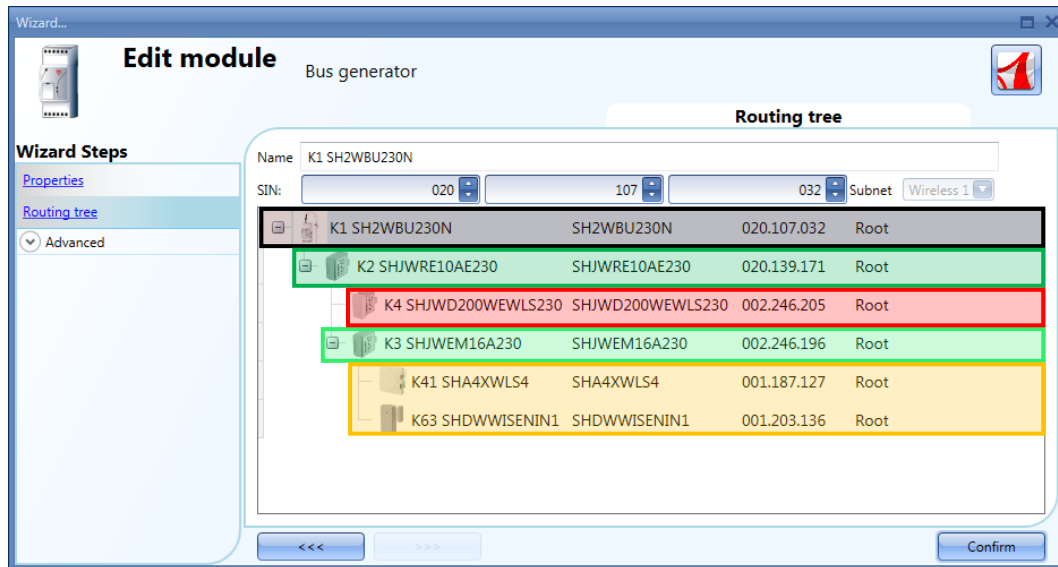 Wizard...
Edit module
Bus generator
Routing tree
Wizard Steps
Properties
Routing tree
Advanced
Name K1 SH2WBU230N
SIN: 020 107 032 Subnet Wireless 1
K1 SH2WBU230N SH2WBU230N 020.107.032 Root
K2 SHJWRE10AE230 SHJWRE10AE230 020.139.171 Root
K4 SHJWD200WEWLS230 SHJWD200WEWLS230 002.246.205 Root
K3 SHJWEM16A230 SHJWEM16A230 002.246.196 Root
K41 SHA4XWLS4 SHA4XWLS4 001.187.127 Root
K63 SHDWWISENIN1 SHDWWISENIN1 001.203.136 Root
<<< >>> Confirm